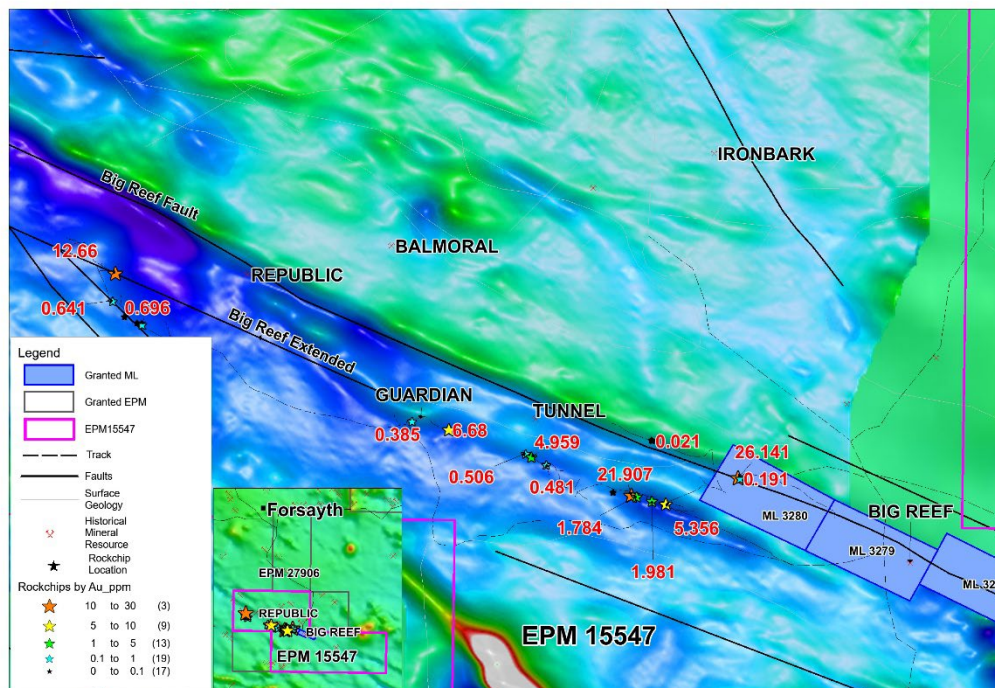 IRONBARK
Big Reef Fault
BALMORAL
12.66
REPUBLIC
0.641
0.696
Big Reef Extended
GUARDIAN
TUNNEL
0.385
6.68
4.959
0.021
26.141
0.506
0.481
21.907
0.191
1.784
5.356
1.981
ML 3280
BIG REEF
ML 3279
ML 32
EPM 15547
Legend
Granted ML
Granted EPM
EPM15547
Track
Faults
Surface
Geology
Historical
Mineral
Resource
Rockchip
Location
Rockchips by Au_ppm
10 to 30 (3)
5 to 10 (9)
1 to 5 (13)
0.1 to 1 (19)
0 to 0.1 (17)
Forsayth
EPM 27906
REPUBLIC
BIG REEF
EPM 15547